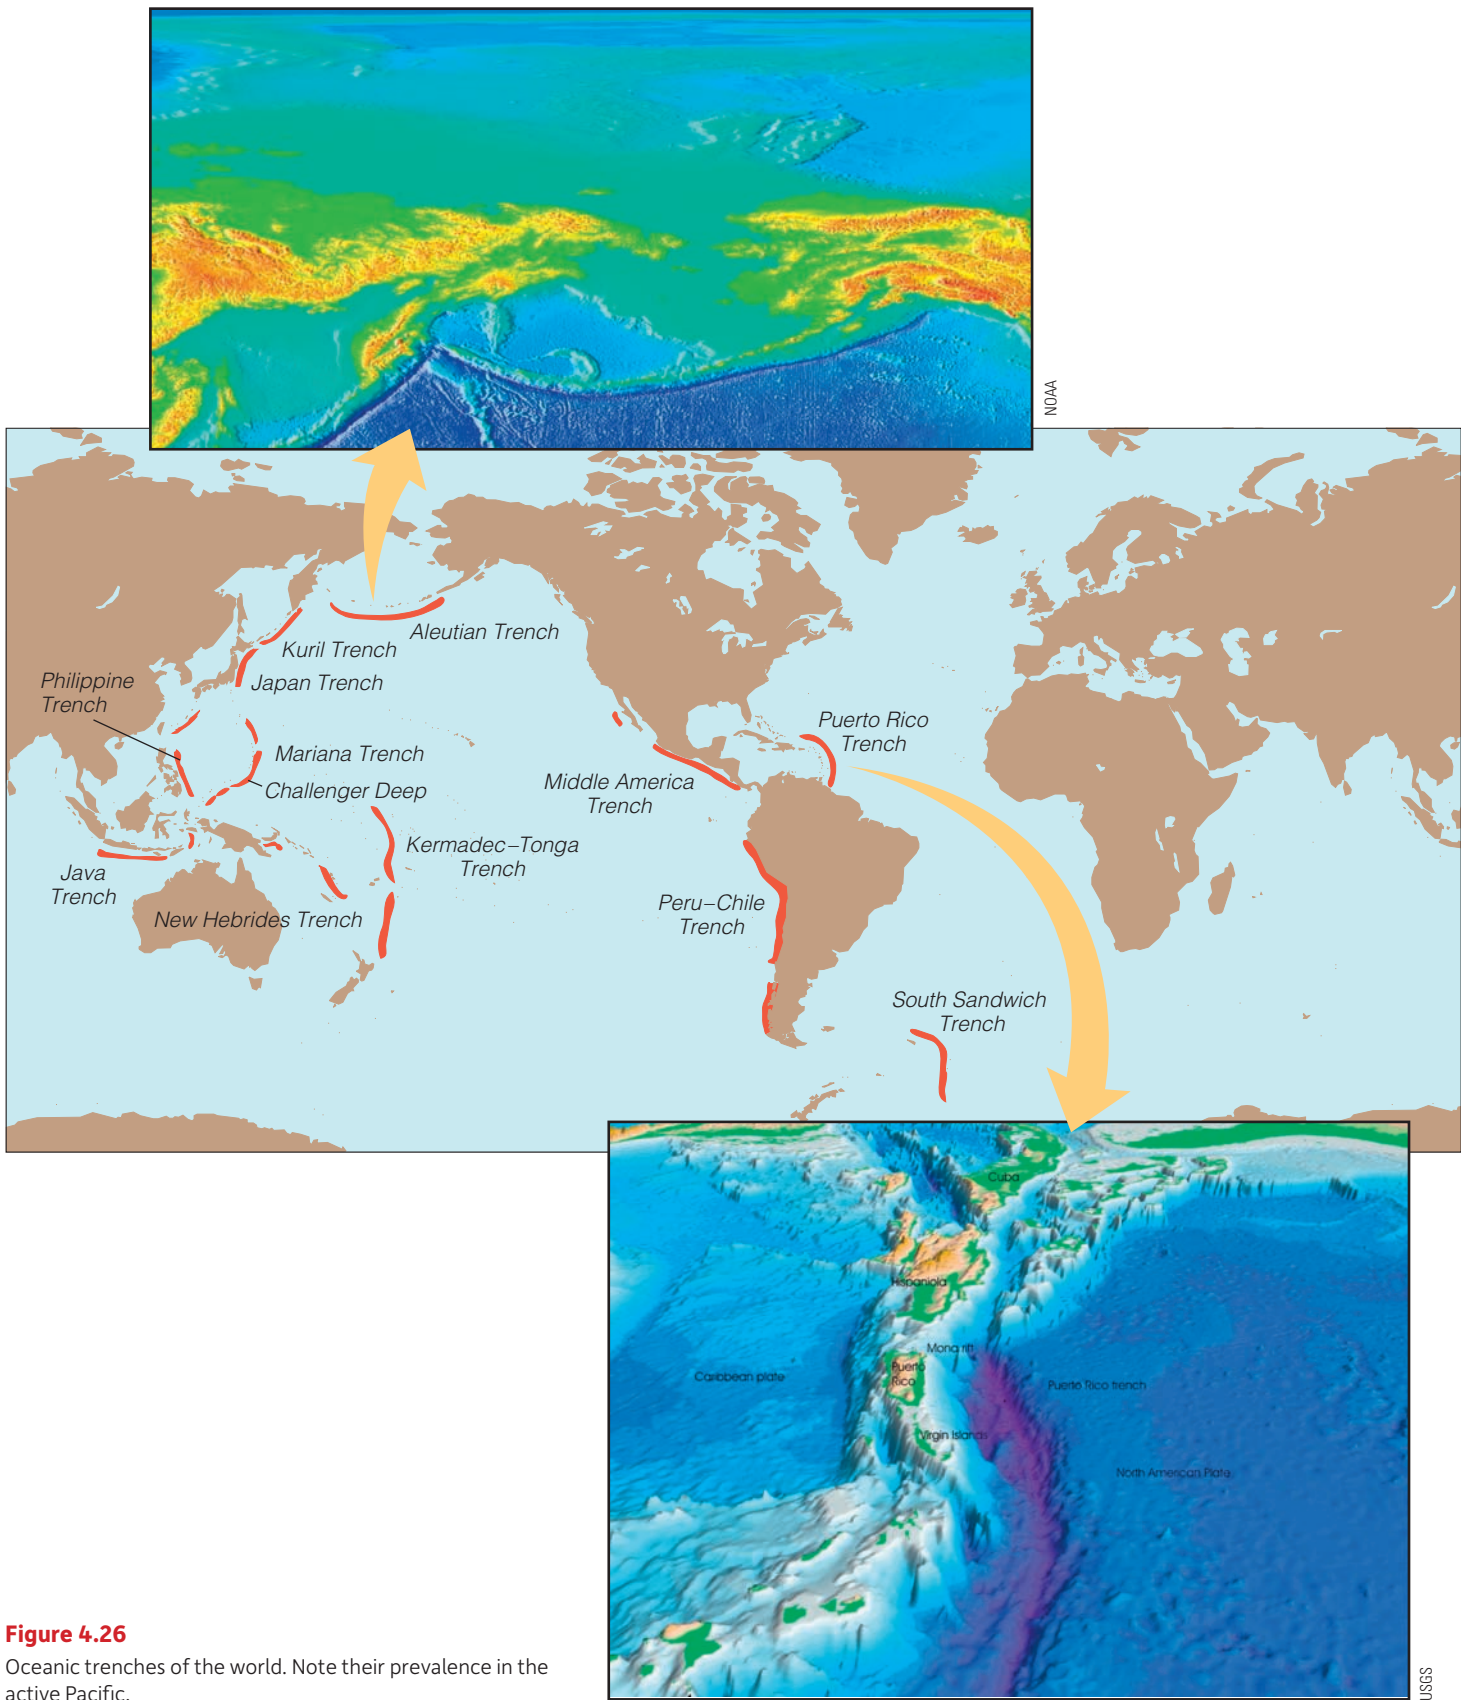 NOAA
Aleutian Trench
Kuril Trench
Japan Trench
Philippine
Trench
Mariana Trench
Challenger Deep
Puerto Rico
Trench
Middle America
Trench
Kermadec–Tonga
Trench
Java
Trench
New Hebrides Trench
Peru–Chile
Trench
South Sandwich
Trench
Cuba
Hispaniola
Mona rift
Puerto
Rico
Caribbean plate
Puerto Rico trench
Virgin Islands
North American Plate
USGS
Figure 4.26
Oceanic trenches of the world. Note their prevalence in the
active Pacific.